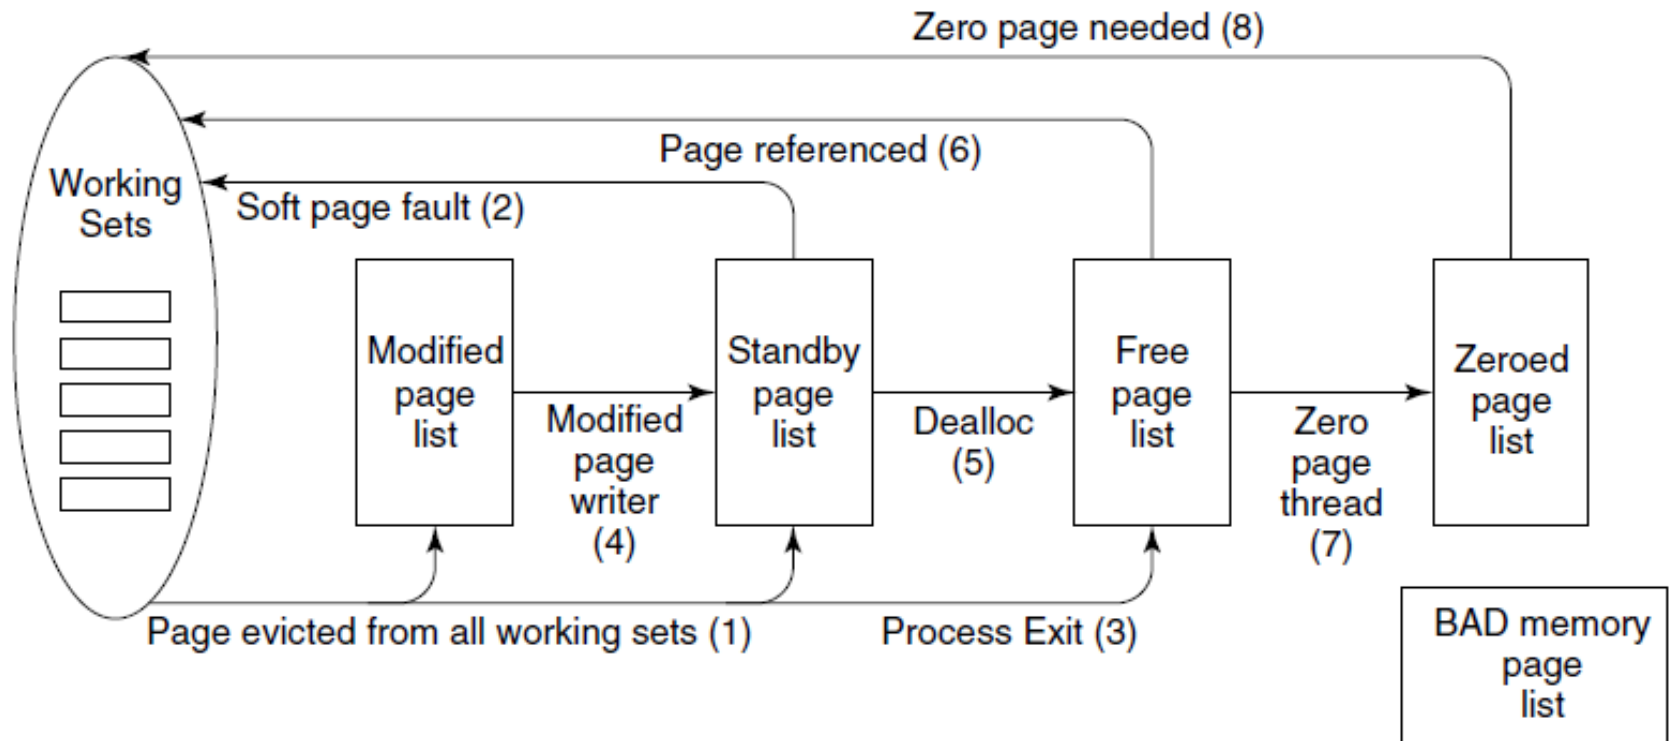 Zero page needed (8)
Page referenced (6)
Soft page fault (2)
Working
Sets
Modified
page
list
Modified
page
writer
(4)
Standby
page
list
Dealloc
(5)
Free
page
list
Zero
page
thread
(7)
Zeroed
page
list
Page evicted from all working sets (1)
Process Exit (3)
BAD memory
page
list